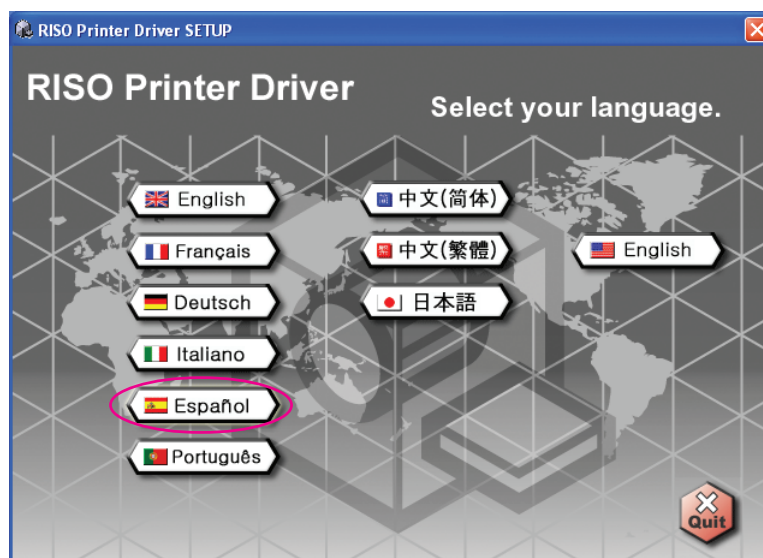 RISO Printer Driver SETUP
RISO Printer Driver
Select your language.
English
Français
Deutsch
Italiano
Español
Português
中文(简体)
中文(繁體)
日本語
English
Quit